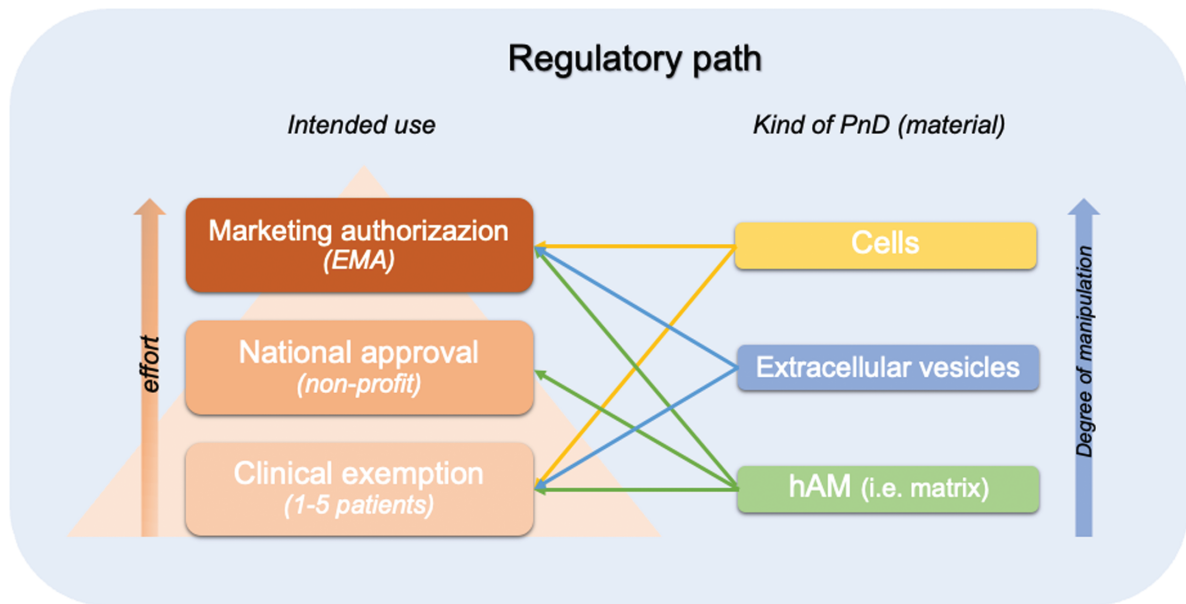 Regulatory path
Intended use
Kind of PnD (material)
Marketing authorizazion
(EMA)
Cells
National approval
(non-profit)
Extracellular vesicles
Clinical exemption
(1-5 patients)
hAM (i.e. matrix)
effort
Degree of manipulation